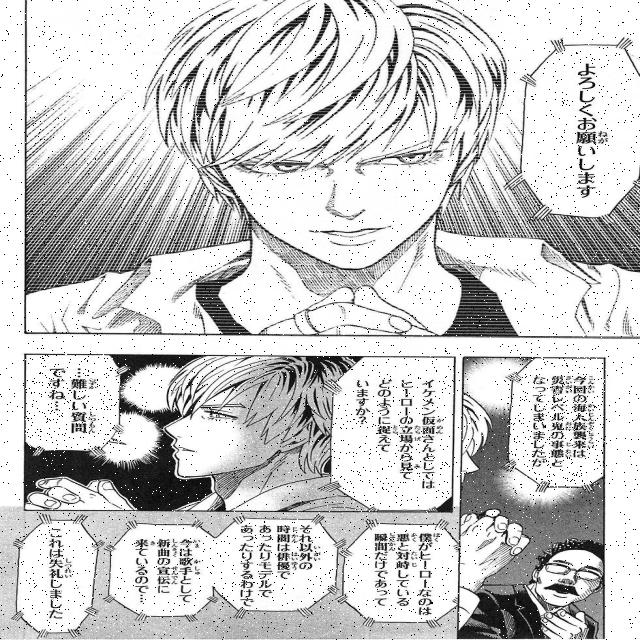 よろしくお願いします
今回の海人族襲来は
災害レベル鬼の事態と
なってしまいましたが
イケメン仮面さんとしては
ヒーローの立場から見て
どのように捉えて
いますか?
…難しい質問
ですね…
僕がヒーローなのは
悪と対峙している
瞬間だけであって
それ以外の
時間は俳優で
あったりモデルで
あったりするわけで
今は歌手として
新曲の宣伝に
来ているので…
これは失礼しました